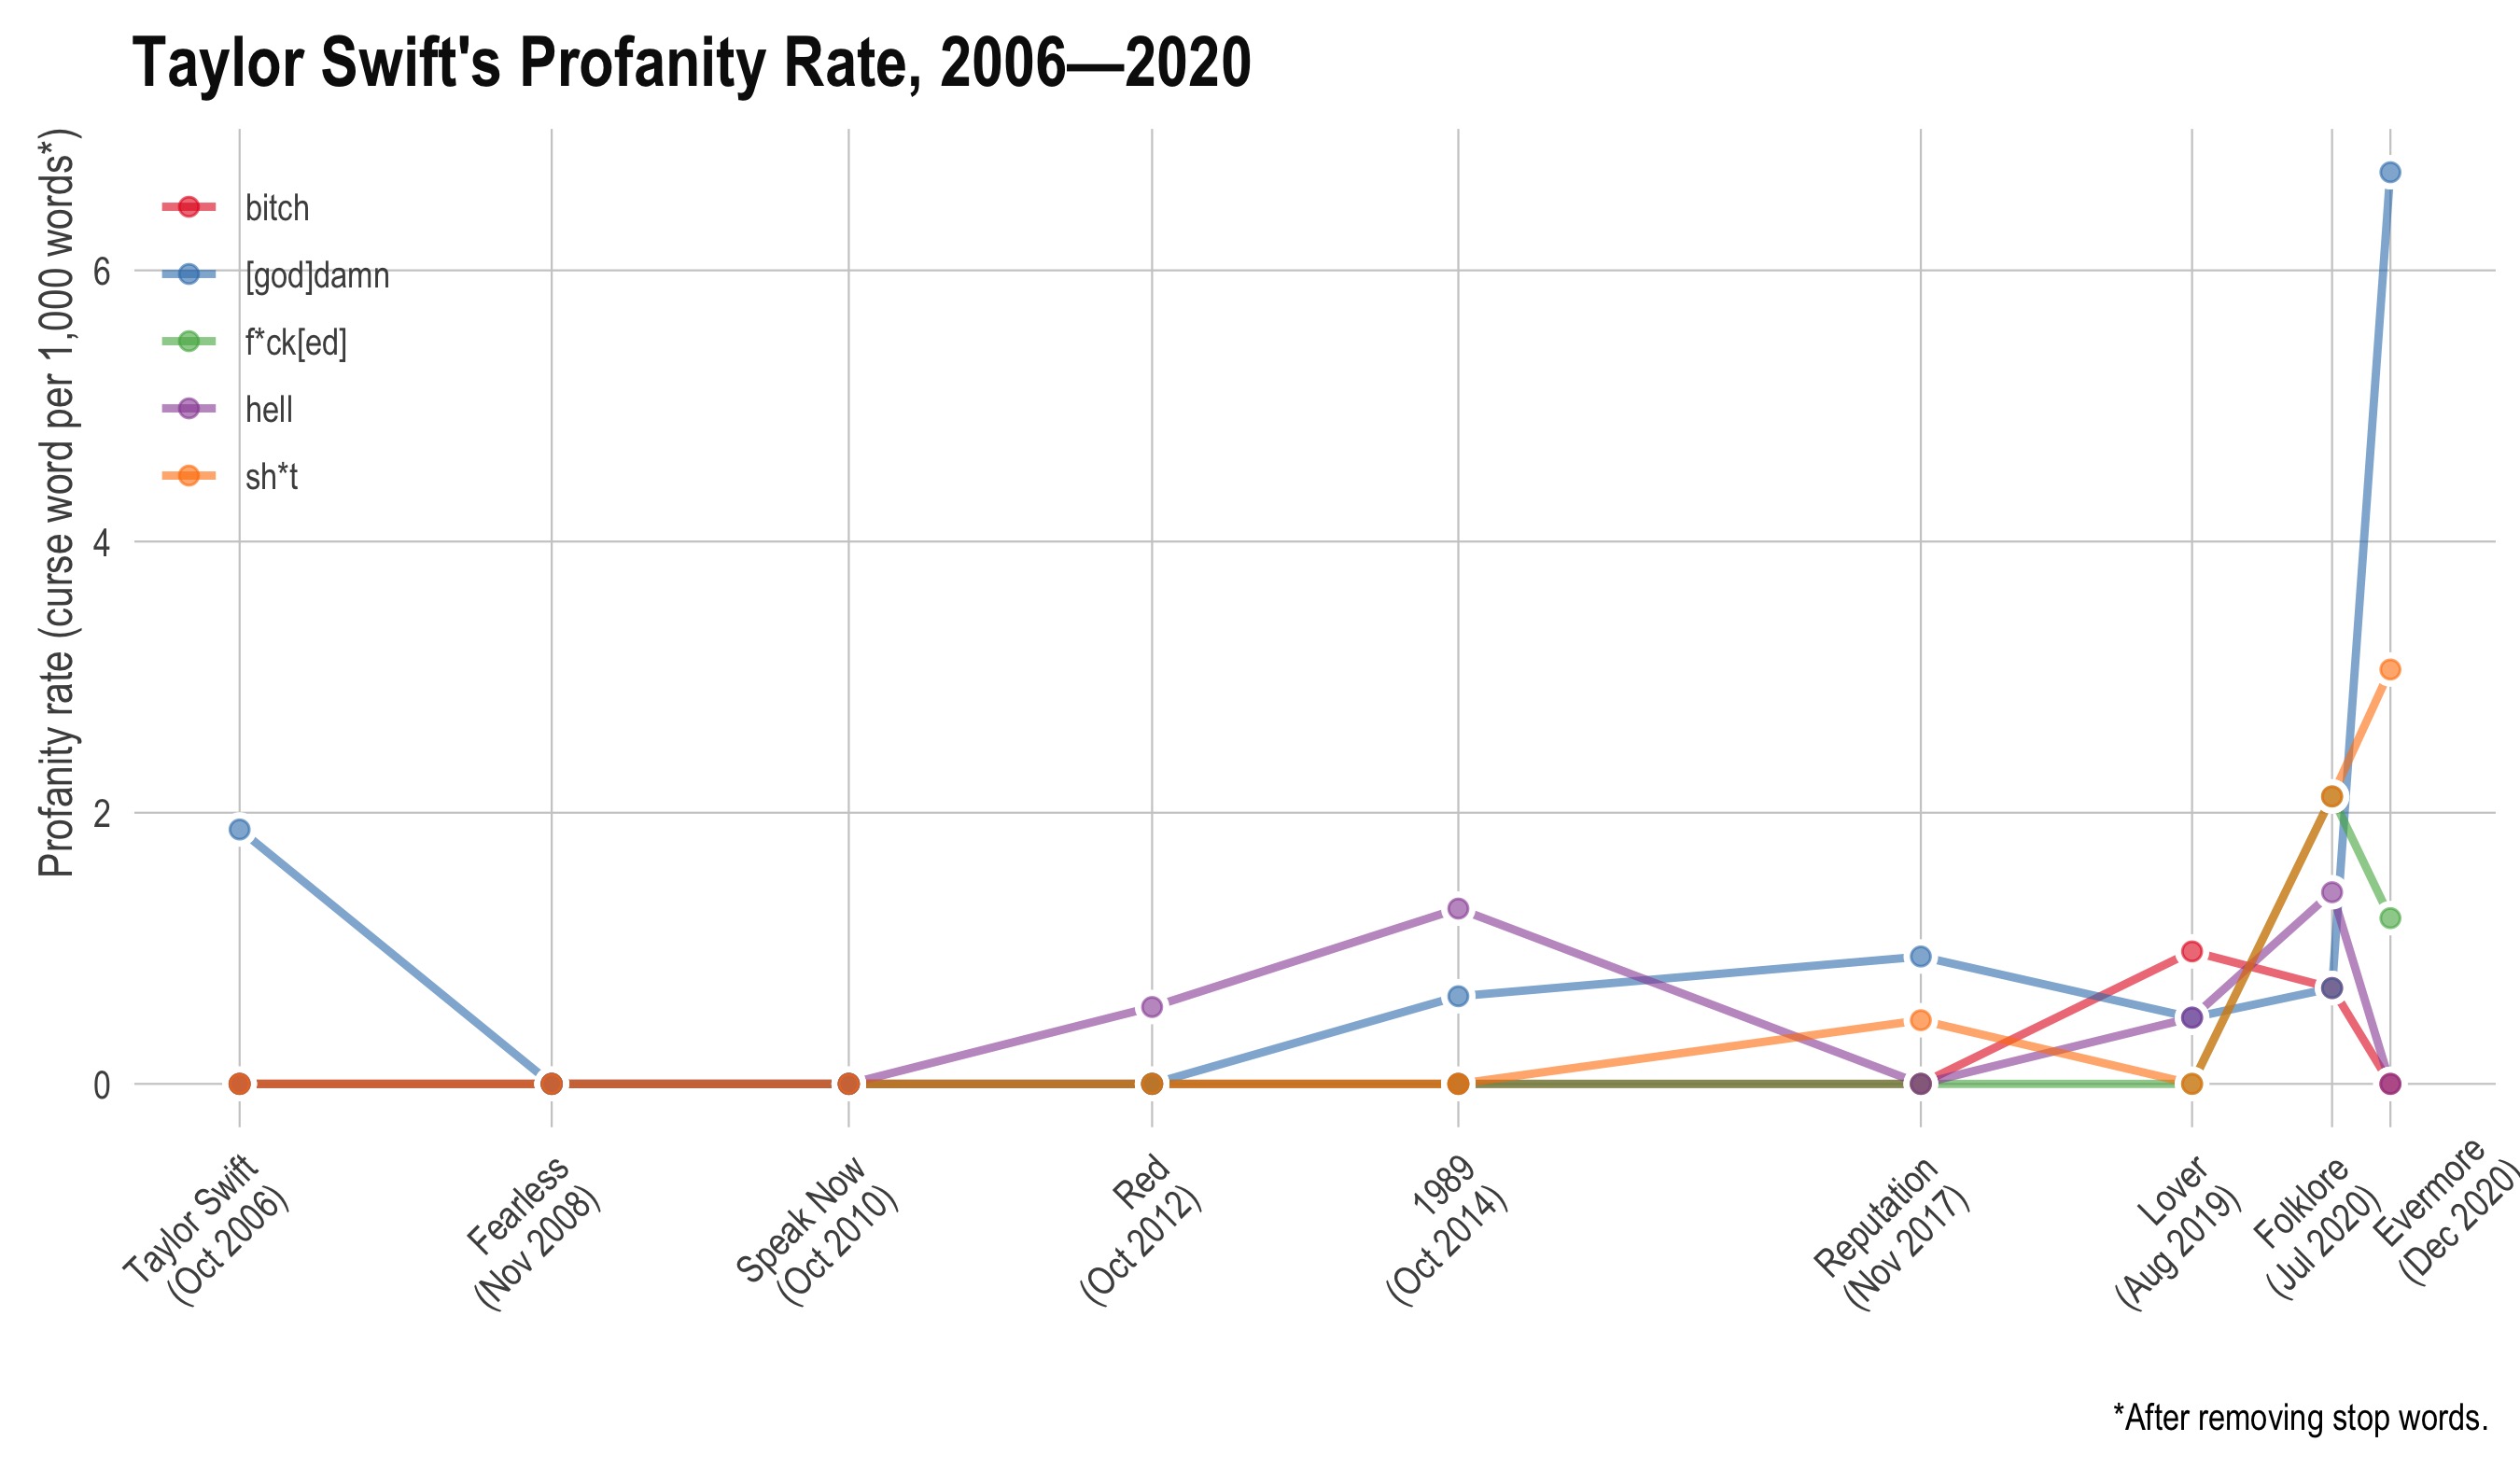 Taylor Swift's Profanity Rate, 2006—2020
Profanity rate (curse word per 1,000 words*)
6
4
2
0
bitch
[god]damn
f*ck[ed]
hell
sh*t
Taylor Swift
(Oct 2006)
Fearless
(Nov 2008)
Speak Now
(Oct 2010)
Red
(Oct 2012)
1989
(Oct 2014)
Reputation
(Nov 2017)
Lover
(Aug 2019)
Folklore
(Jul 2020)
Evermore
(Dec 2020)
*After removing stop words.